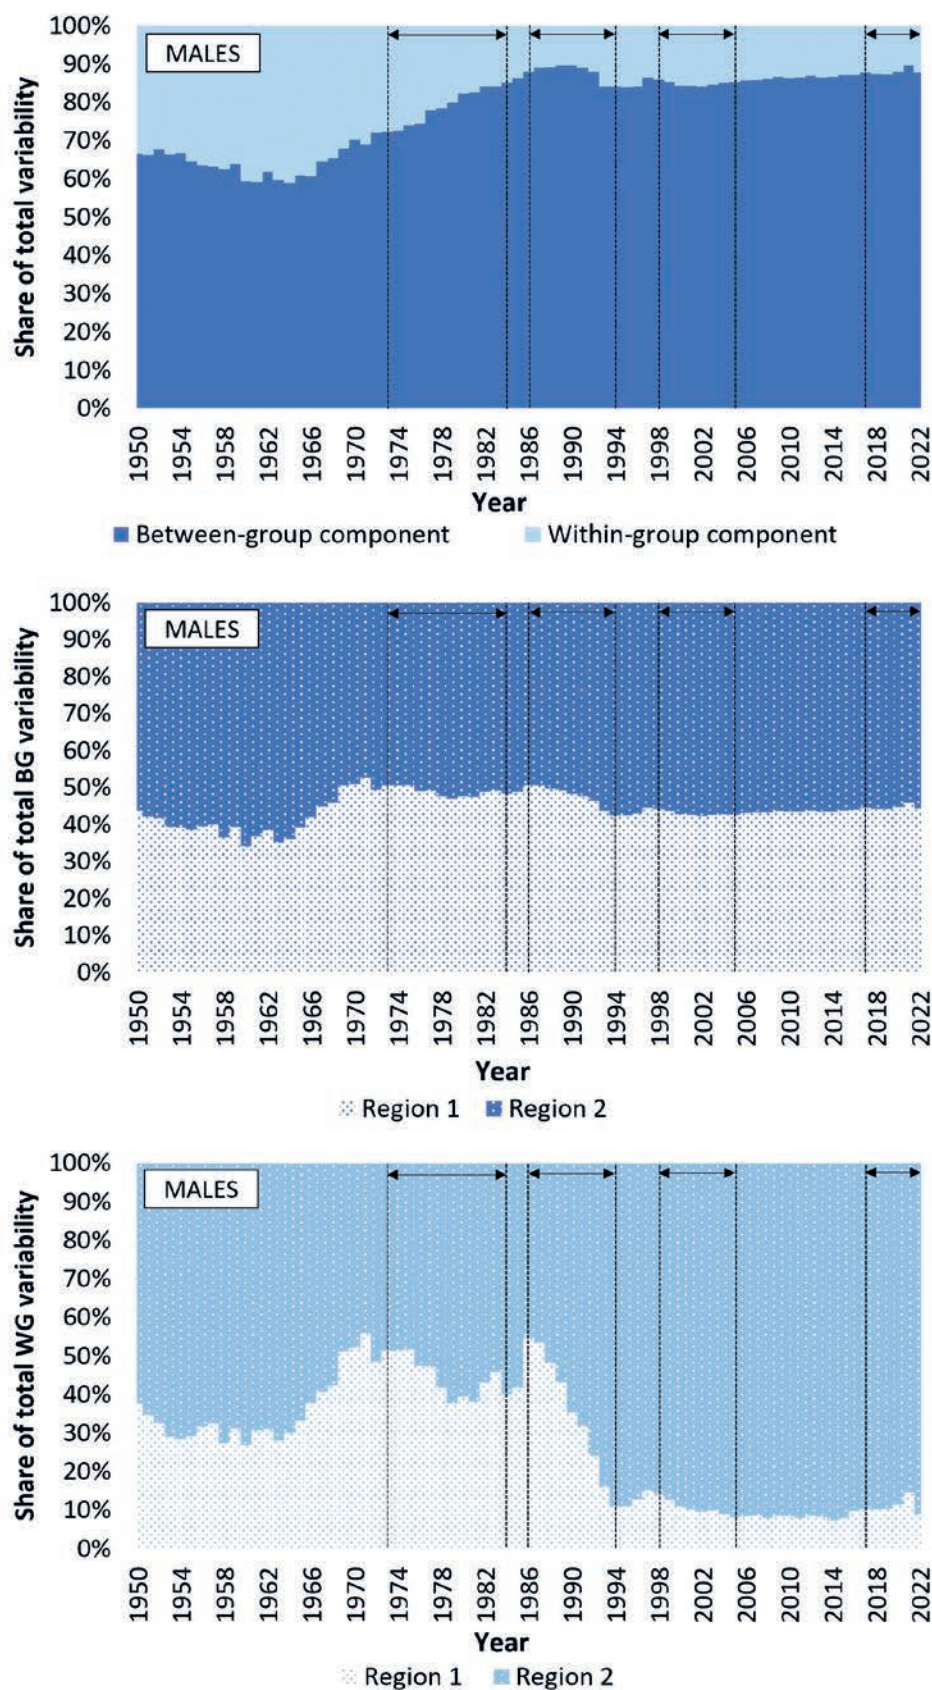 100%
90%
80%
70%
60%
50%
40%
30%
20%
10%
0%
Share of total variability
MALES
1950 1954 1958 1962 1966 1970 1974 1978 1982 1986 1990 1994 1998 2002 2006 2010 2014 2018 2022
Year
Between-group component Within-group component
100%
90%
80%
70%
60%
50%
40%
30%
20%
10%
0%
Share of total BG variability
MALES
1950 1954 1958 1962 1966 1970 1974 1978 1982 1986 1990 1994 1998 2002 2006 2010 2014 2018 2022
Year
Region 1 Region 2
100%
90%
80%
70%
60%
50%
40%
30%
20%
10%
0%
Share of total WG variability
MALES
1950 1954 1958 1962 1966 1970 1974 1978 1982 1986 1990 1994 1998 2002 2006 2010 2014 2018 2022
Year
Region 1 Region 2